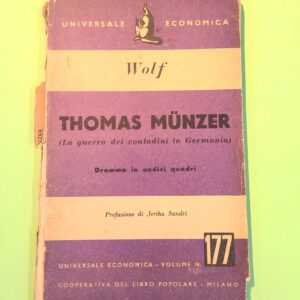 UNIVERSALE ECONOMICA
Wolf
THOMAS MÜNZER
(La guerra dei contadini in Germania)
Dramma in undici quadri
Prefazione di Jertha Sandri
UNIVERSALE ECONOMICA - VOLUME N. 177
COOPERATIVA DEL LIBRO POPOLARE - MILANO